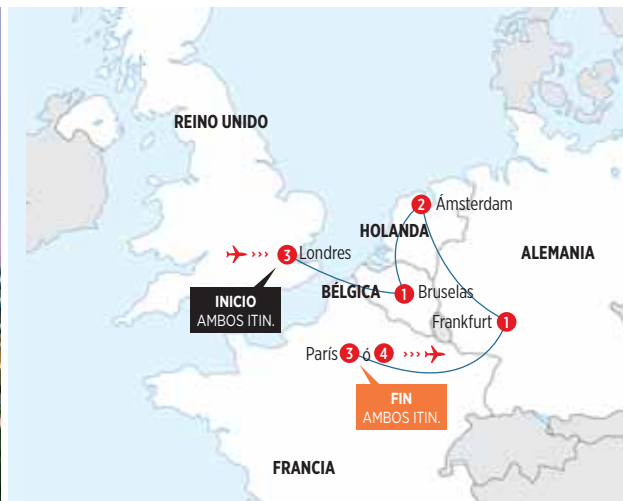 REINO UNIDO
2 Ámsterdam
HOLANDA
3 Londres
ALEMANIA
INICIO
AMBOS ITIN.
BÉLGICA
1 Bruselas
Frankfurt 1
París 3 ó 4
FIN
AMBOS ITIN.
FRANCIA